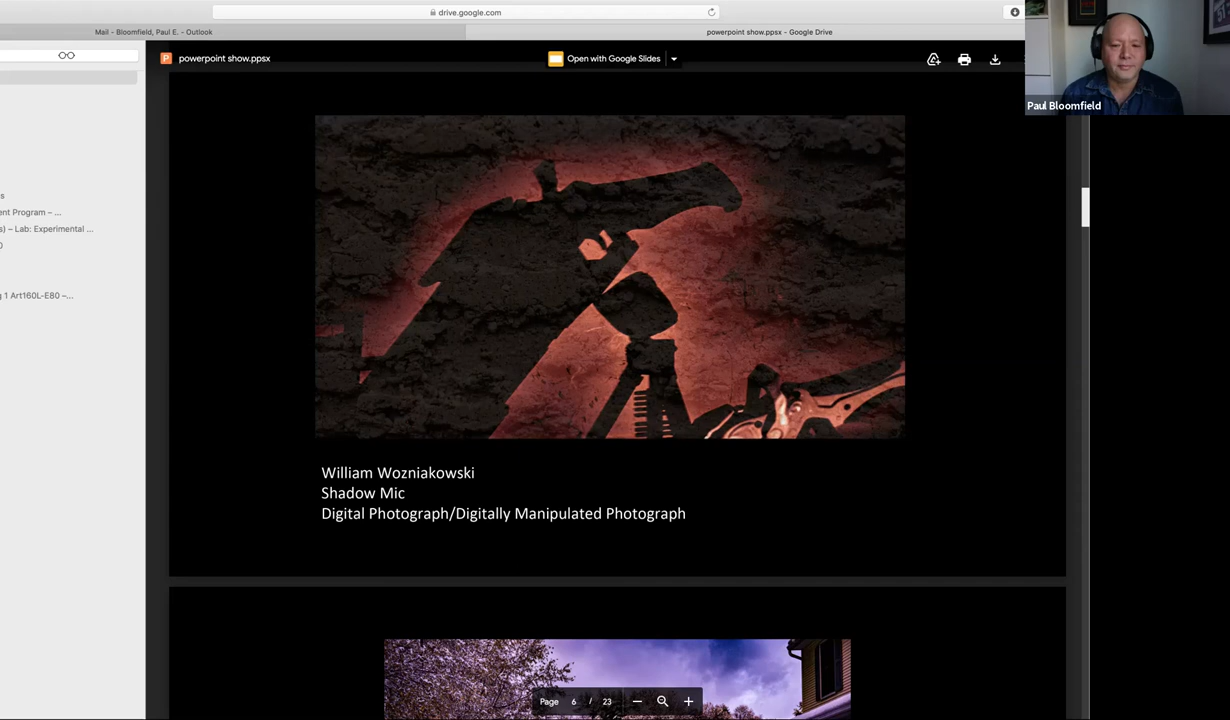 drive.google.com
Mail - Bloomfield, Paul E. - Outlook
powerpoint show.ppsx - Google Drive
P
powerpoint show.ppsx
Open with Google Slides
Paul Bloomfield
s
ent Program – ...
s) – Lab: Experimental ...
0
g 1 Art160L-E80 –...
William Wozniakowski
Shadow Mic
Digital Photograph/Digitally Manipulated Photograph
Page 6 / 23